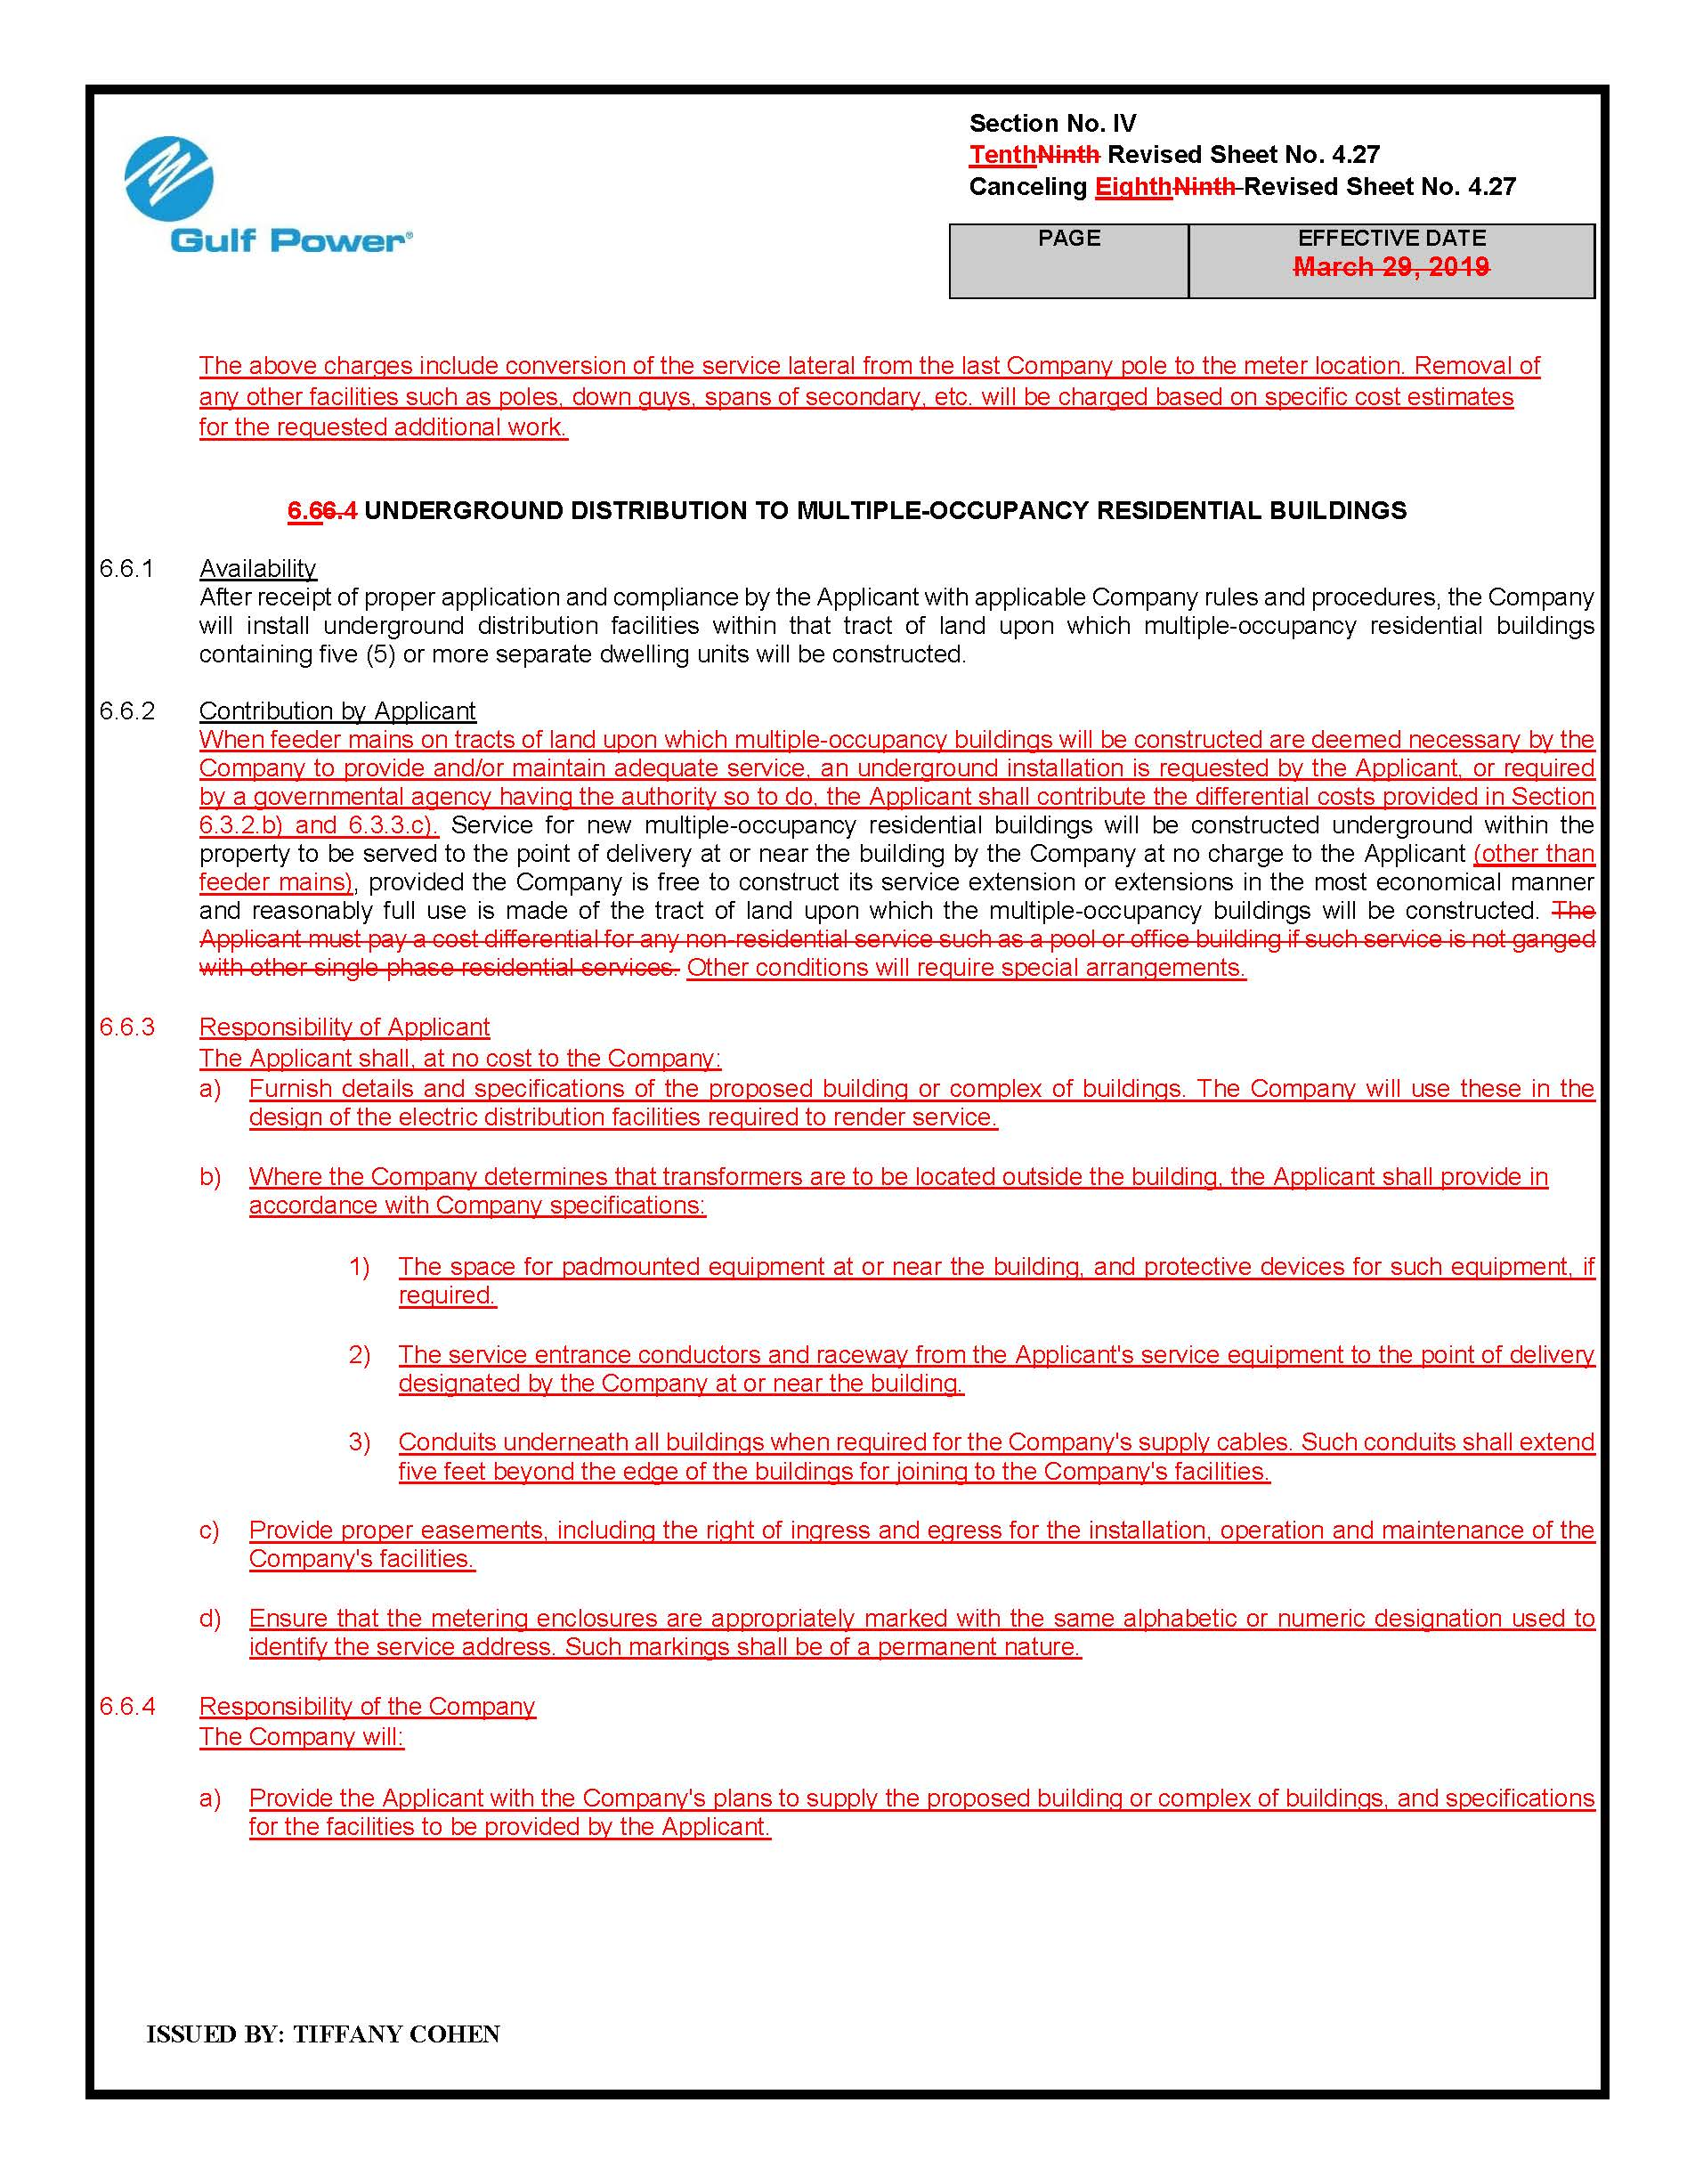 Section No. IV
TenthNinth Revised Sheet No. 4.27
Canceling EighthNinth Revised Sheet No. 4.27
Gulf Power®
PAGE
EFFECTIVE DATE
March 29, 2019
The above charges include conversion of the service lateral from the last Company pole to the meter location. Removal of
any other facilities such as poles, down guys, spans of secondary, etc. will be charged based on specific cost estimates
for the requested additional work.
6.66.4 UNDERGROUND DISTRIBUTION TO MULTIPLE-OCCUPANCY RESIDENTIAL BUILDINGS
6.6.1 Availability
After receipt of proper application and compliance by the Applicant with applicable Company rules and procedures, the Company
will install underground distribution facilities within that tract of land upon which multiple-occupancy residential buildings
containing five (5) or more separate dwelling units will be constructed.
6.6.2 Contribution by Applicant
When feeder mains on tracts of land upon which multiple-occupancy buildings will be constructed are deemed necessary by the
Company to provide and/or maintain adequate service, an underground installation is requested by the Applicant, or required
by a governmental agency having the authority so to do, the Applicant shall contribute the differential costs provided in Section
6.3.2.b) and 6.3.3.c). Service for new multiple-occupancy residential buildings will be constructed underground within the
property to be served to the point of delivery at or near the building by the Company at no charge to the Applicant (other than
feeder mains), provided the Company is free to construct its service extension or extensions in the most economical manner
and reasonably full use is made of the tract of land upon which the multiple-occupancy buildings will be constructed. The
Applicant must pay a cost differential for any non-residential service such as a pool or office building if such service is not ganged
with other single phase residential services. Other conditions will require special arrangements.
6.6.3 Responsibility of Applicant
The Applicant shall, at no cost to the Company:
a) Furnish details and specifications of the proposed building or complex of buildings. The Company will use these in the
design of the electric distribution facilities required to render service.
b) Where the Company determines that transformers are to be located outside the building, the Applicant shall provide in
accordance with Company specifications:
1) The space for padmounted equipment at or near the building, and protective devices for such equipment, if
required.
2) The service entrance conductors and raceway from the Applicant's service equipment to the point of delivery
designated by the Company at or near the building.
3) Conduits underneath all buildings when required for the Company's supply cables. Such conduits shall extend
five feet beyond the edge of the buildings for joining to the Company's facilities.
c) Provide proper easements, including the right of ingress and egress for the installation, operation and maintenance of the
Company's facilities.
d) Ensure that the metering enclosures are appropriately marked with the same alphabetic or numeric designation used to
identify the service address. Such markings shall be of a permanent nature.
6.6.4 Responsibility of the Company
The Company will:
a) Provide the Applicant with the Company's plans to supply the proposed building or complex of buildings, and specifications
for the facilities to be provided by the Applicant.
ISSUED BY: TIFFANY COHEN